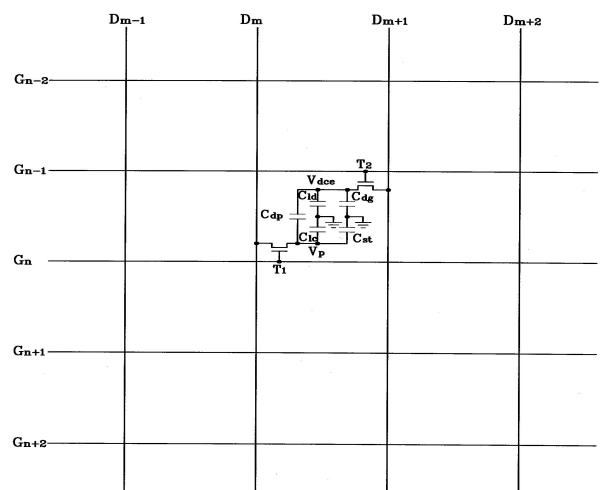 Dm-1 Dm Dm+1 Dm+2
Gn-2
Gn-1
T2
Vdce
Cld Cdg
Cdp
Clc Cst
Vp
Gn
T1
Gn+1
Gn+2